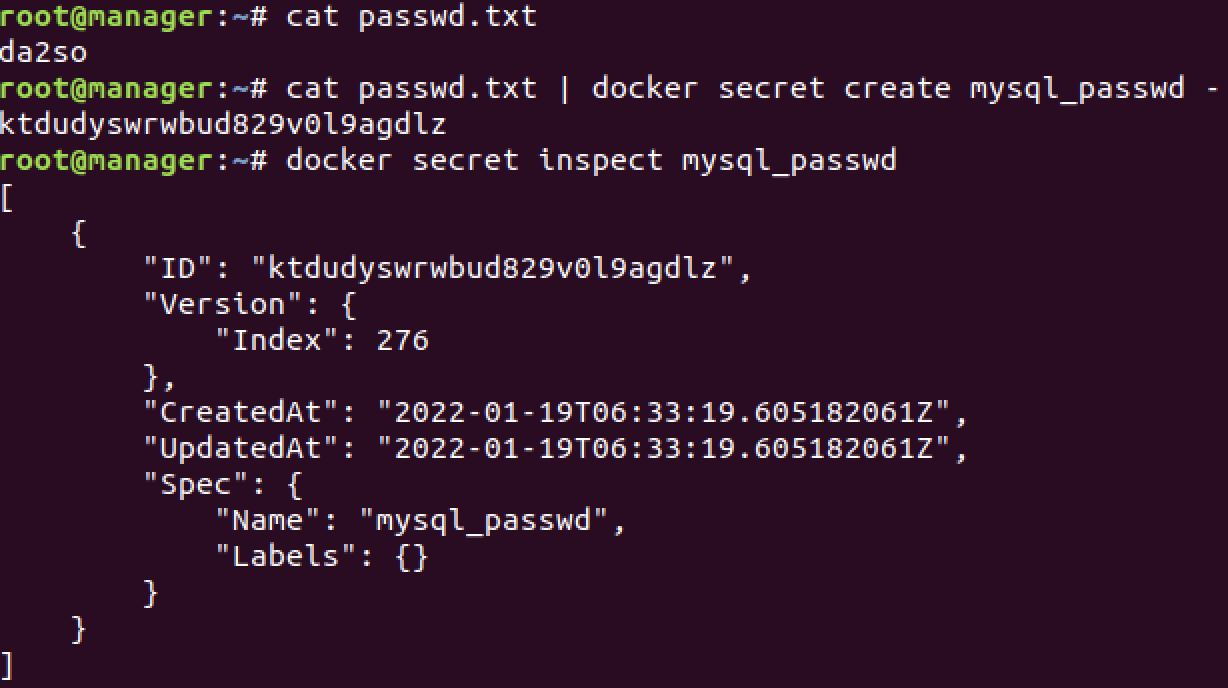 root@manager:~# cat passwd.txt
da2so
root@manager:~# cat passwd.txt | docker secret create mysql_passwd -
ktdudyswrwbud829v0l9agdlz
root@manager:~# docker secret inspect mysql_passwd
[
    {
        "ID": "ktdudyswrwbud829v0l9agdlz",
        "Version": {
            "Index": 276
        },
        "CreatedAt": "2022-01-19T06:33:19.605182061Z",
        "UpdatedAt": "2022-01-19T06:33:19.605182061Z",
        "Spec": {
            "Name": "mysql_passwd",
            "Labels": {}
        }
    }
]